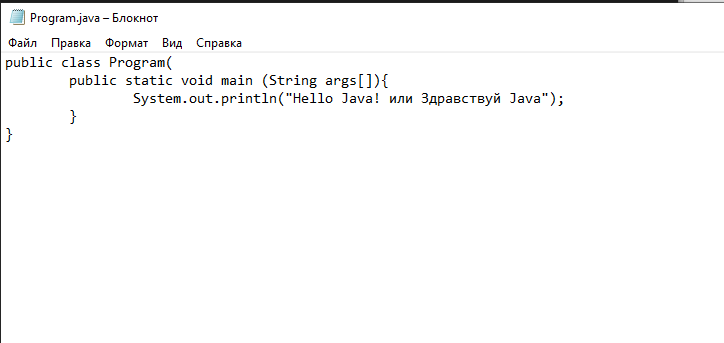 Program.java – Блокнот
Файл Правка Формат Вид Справка
public class Program(
        public static void main (String args[]){
                System.out.println("Hello Java! или Здравствуй Java");
        }
}